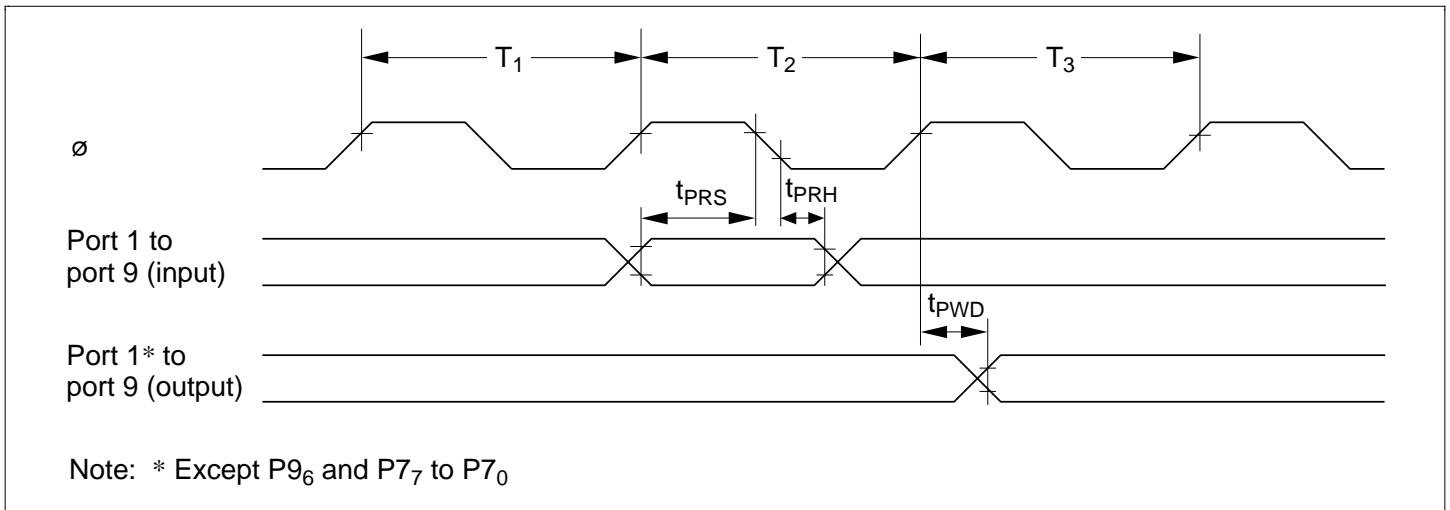 T₁ T₂ T₃
ø
tPRS tPRH
Port 1 to
port 9 (input)
tPWD
Port 1* to
port 9 (output)
Note: * Except P9₆ and P7₇ to P7₀